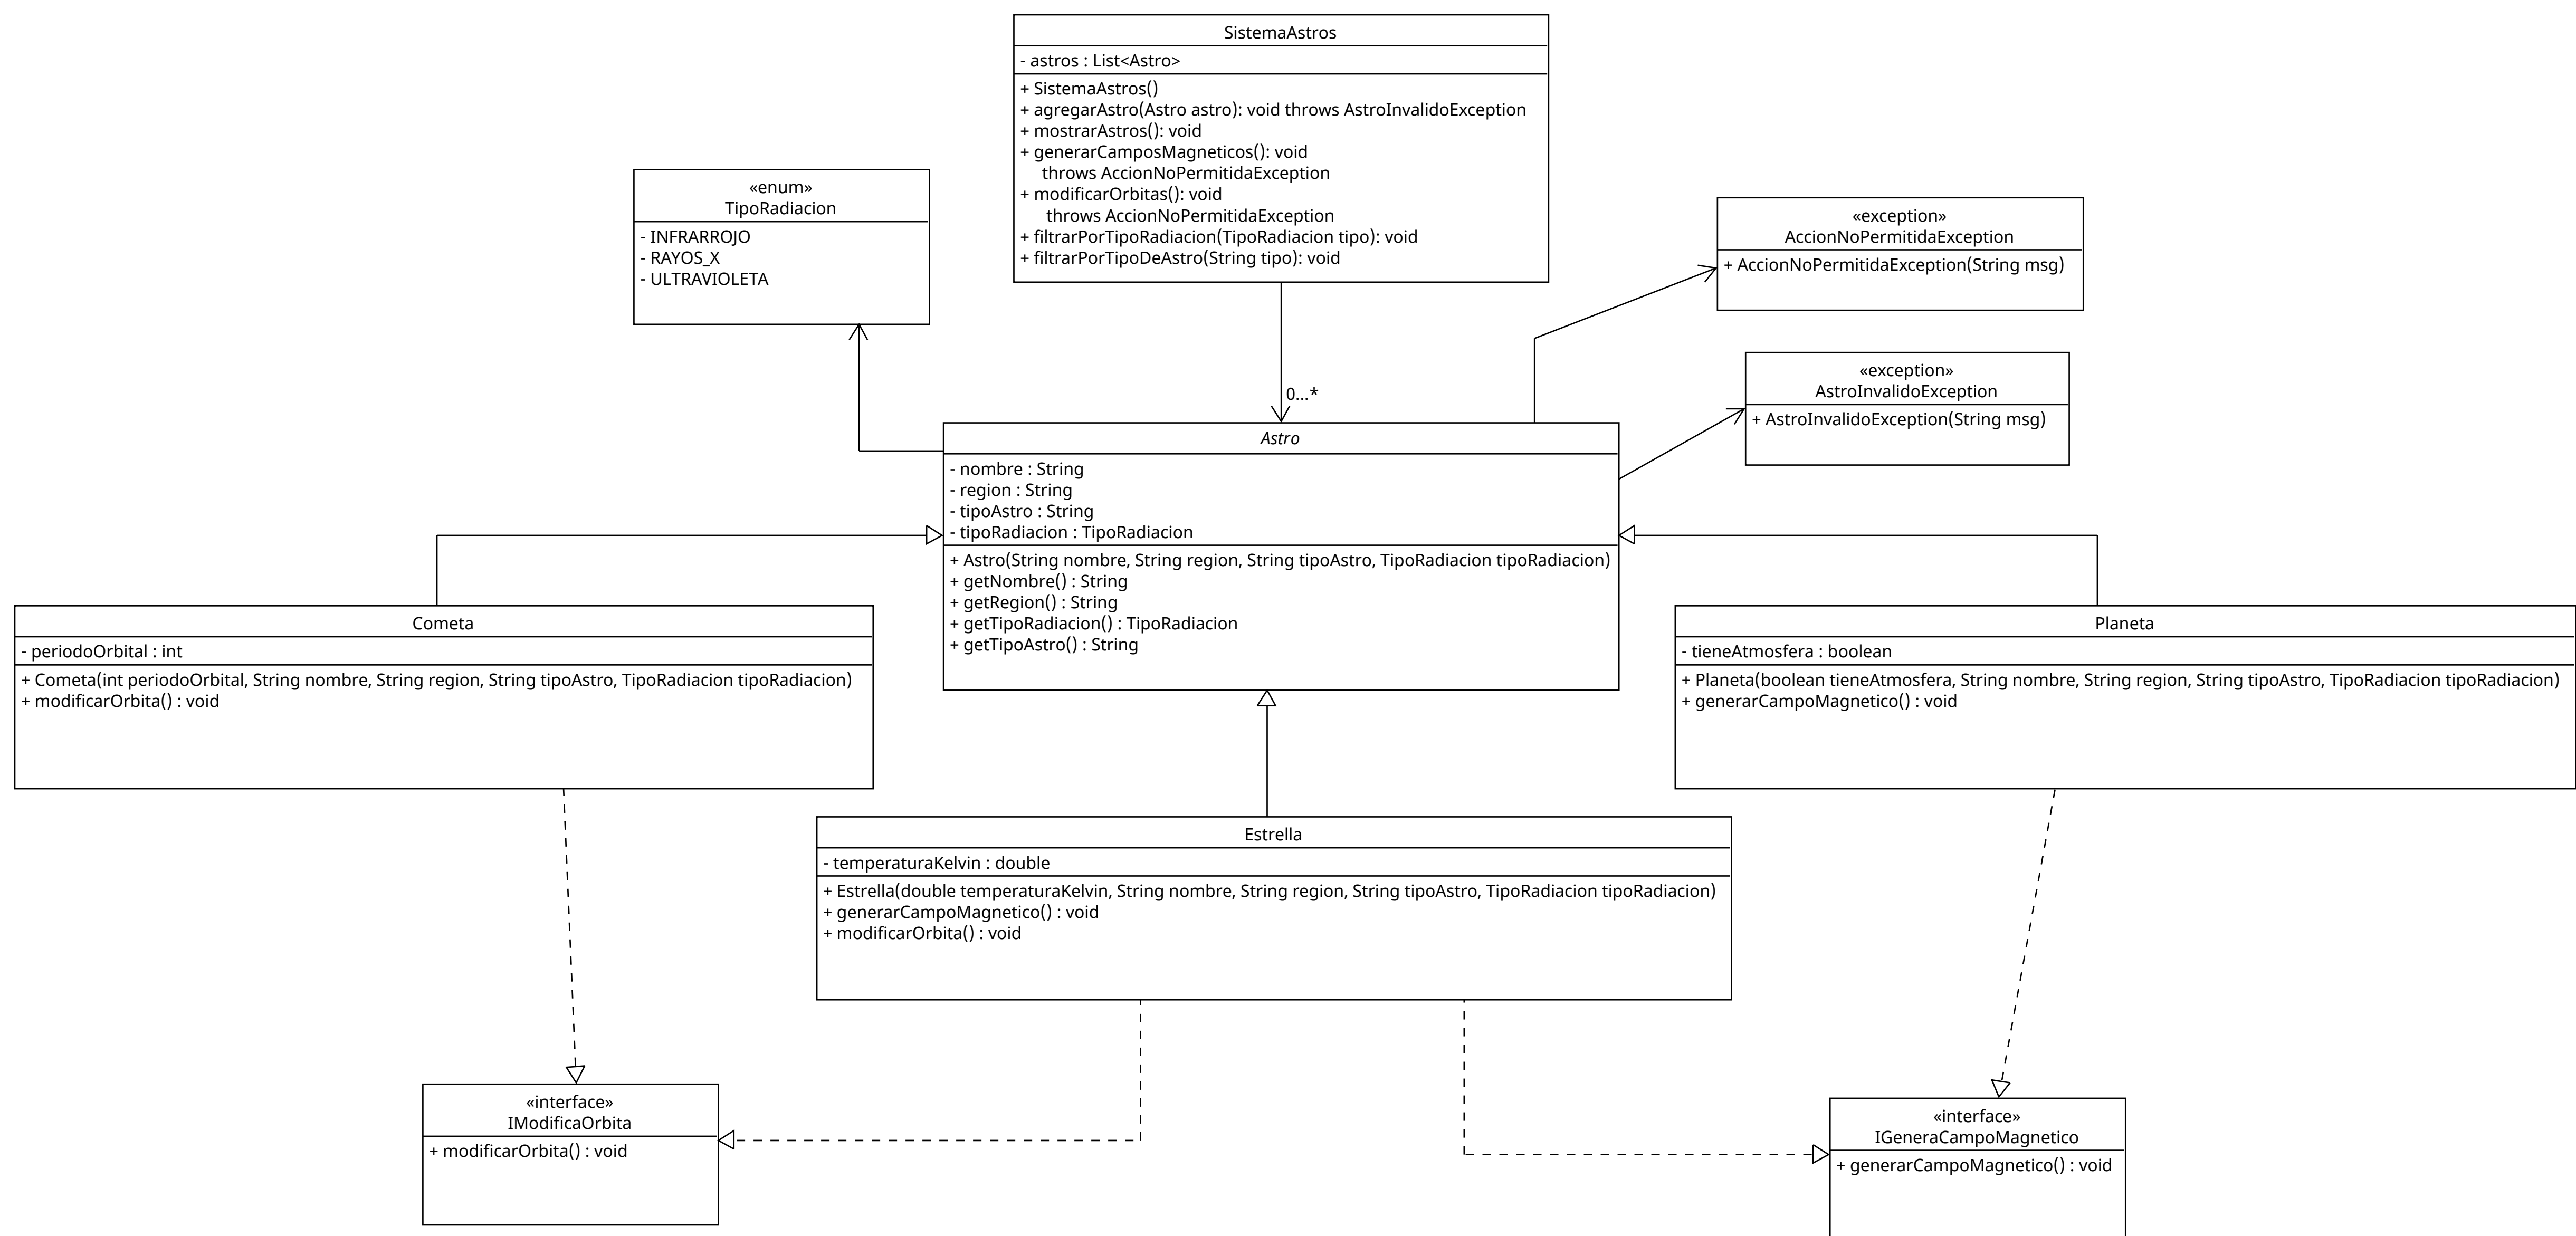 SistemaAstros
- astros : List<Astro>
+ SistemaAstros()
+ agregarAstro(Astro astro): void throws AstroInvalidoException
+ mostrarAstros(): void
+ generarCamposMagneticos(): void
throws AccionNoPermitidaException
+ modificarOrbitas(): void
throws AccionNoPermitidaException
+ filtrarPorTipoRadiacion(TipoRadiacion tipo): void
+ filtrarPorTipoDeAstro(String tipo): void
«enum»
TipoRadiacion
- INFRARROJO
- RAYOS_X
- ULTRAVIOLETA
«exception»
AccionNoPermitidaException
+ AccionNoPermitidaException(String msg)
«exception»
AstroInvalidoException
+ AstroInvalidoException(String msg)
0...*
Astro
- nombre : String
- region : String
- tipoAstro : String
- tipoRadiacion : TipoRadiacion
+ Astro(String nombre, String region, String tipoAstro, TipoRadiacion tipoRadiacion)
+ getNombre() : String
+ getRegion() : String
+ getTipoRadiacion() : TipoRadiacion
+ getTipoAstro() : String
Cometa
- periodoOrbital : int
+ Cometa(int periodoOrbital, String nombre, String region, String tipoAstro, TipoRadiacion tipoRadiacion)
+ modificarOrbita() : void
Planeta
- tieneAtmosfera : boolean
+ Planeta(boolean tieneAtmosfera, String nombre, String region, String tipoAstro, TipoRadiacion tipoRadiacion)
+ generarCampoMagnetico() : void
Estrella
- temperaturaKelvin : double
+ Estrella(double temperaturaKelvin, String nombre, String region, String tipoAstro, TipoRadiacion tipoRadiacion)
+ generarCampoMagnetico() : void
+ modificarOrbita() : void
«interface»
IModificaOrbita
+ modificarOrbita() : void
«interface»
IGeneraCampoMagnetico
+ generarCampoMagnetico() : void